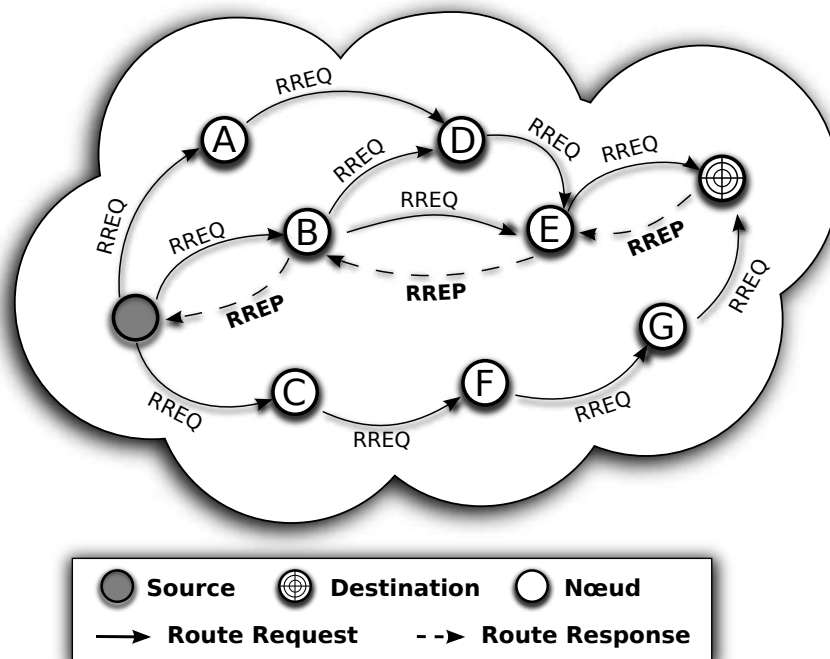 RREQ
A
D
RREQ
RREQ
RREQ
RREQ
RREQ
RREQ
B
RREQ
E
RREP
RREP
RREP
RREQ
G
C
F
RREQ
RREQ
RREQ
Source
Destination
Nœud
Route Request
Route Response